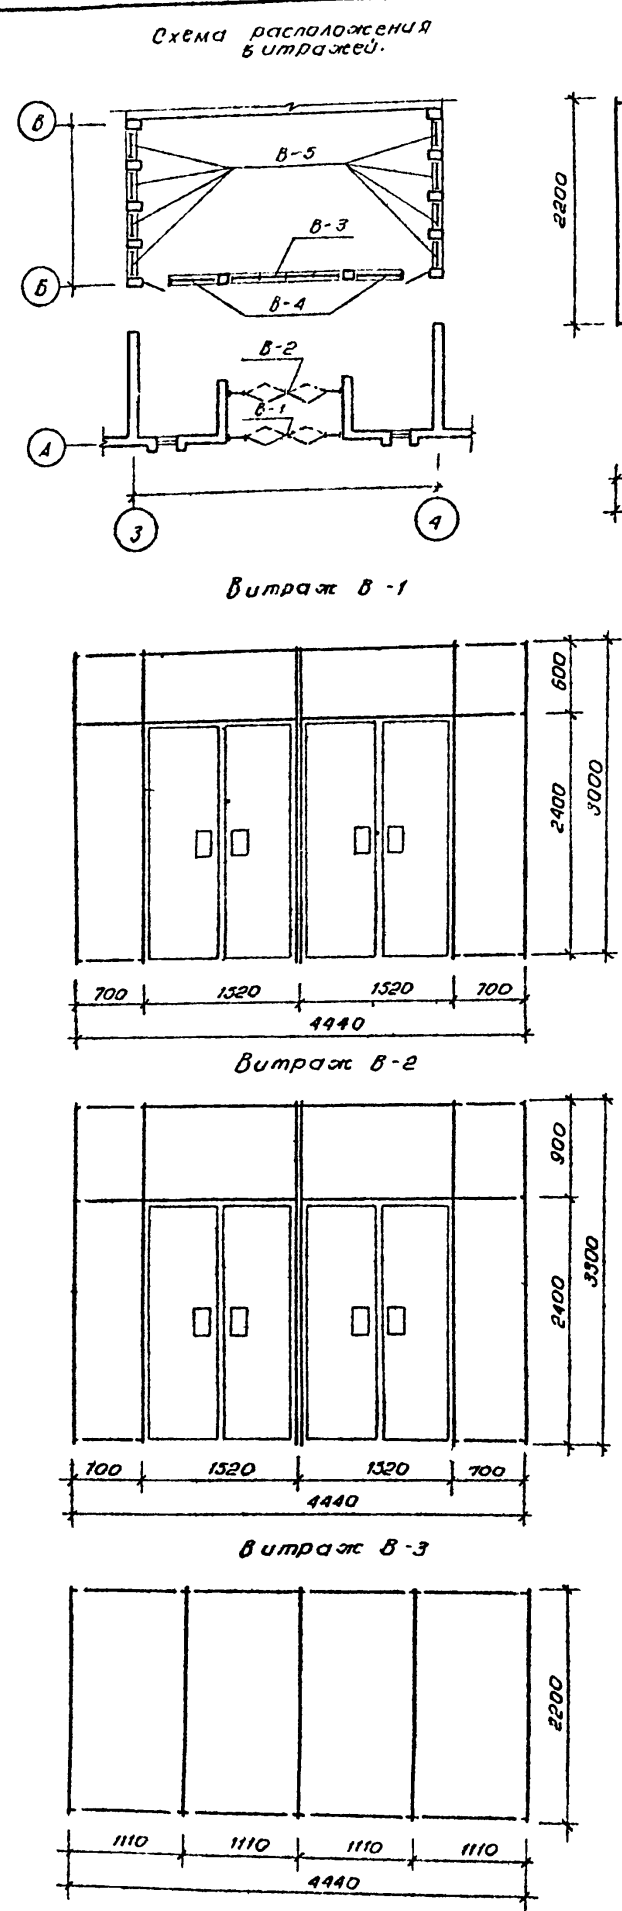 Схема расположения
витражей.
В
В-5
2200
В-3
Б
В-4
В-2
В-1
А
3
4
Витраж В-1
600
2400
3000
700
1520
1520
700
4440
Витраж В-2
900
2400
3300
700
1520
1520
700
4440
Витраж В-3
2200
1110
1110
1110
1110
4440